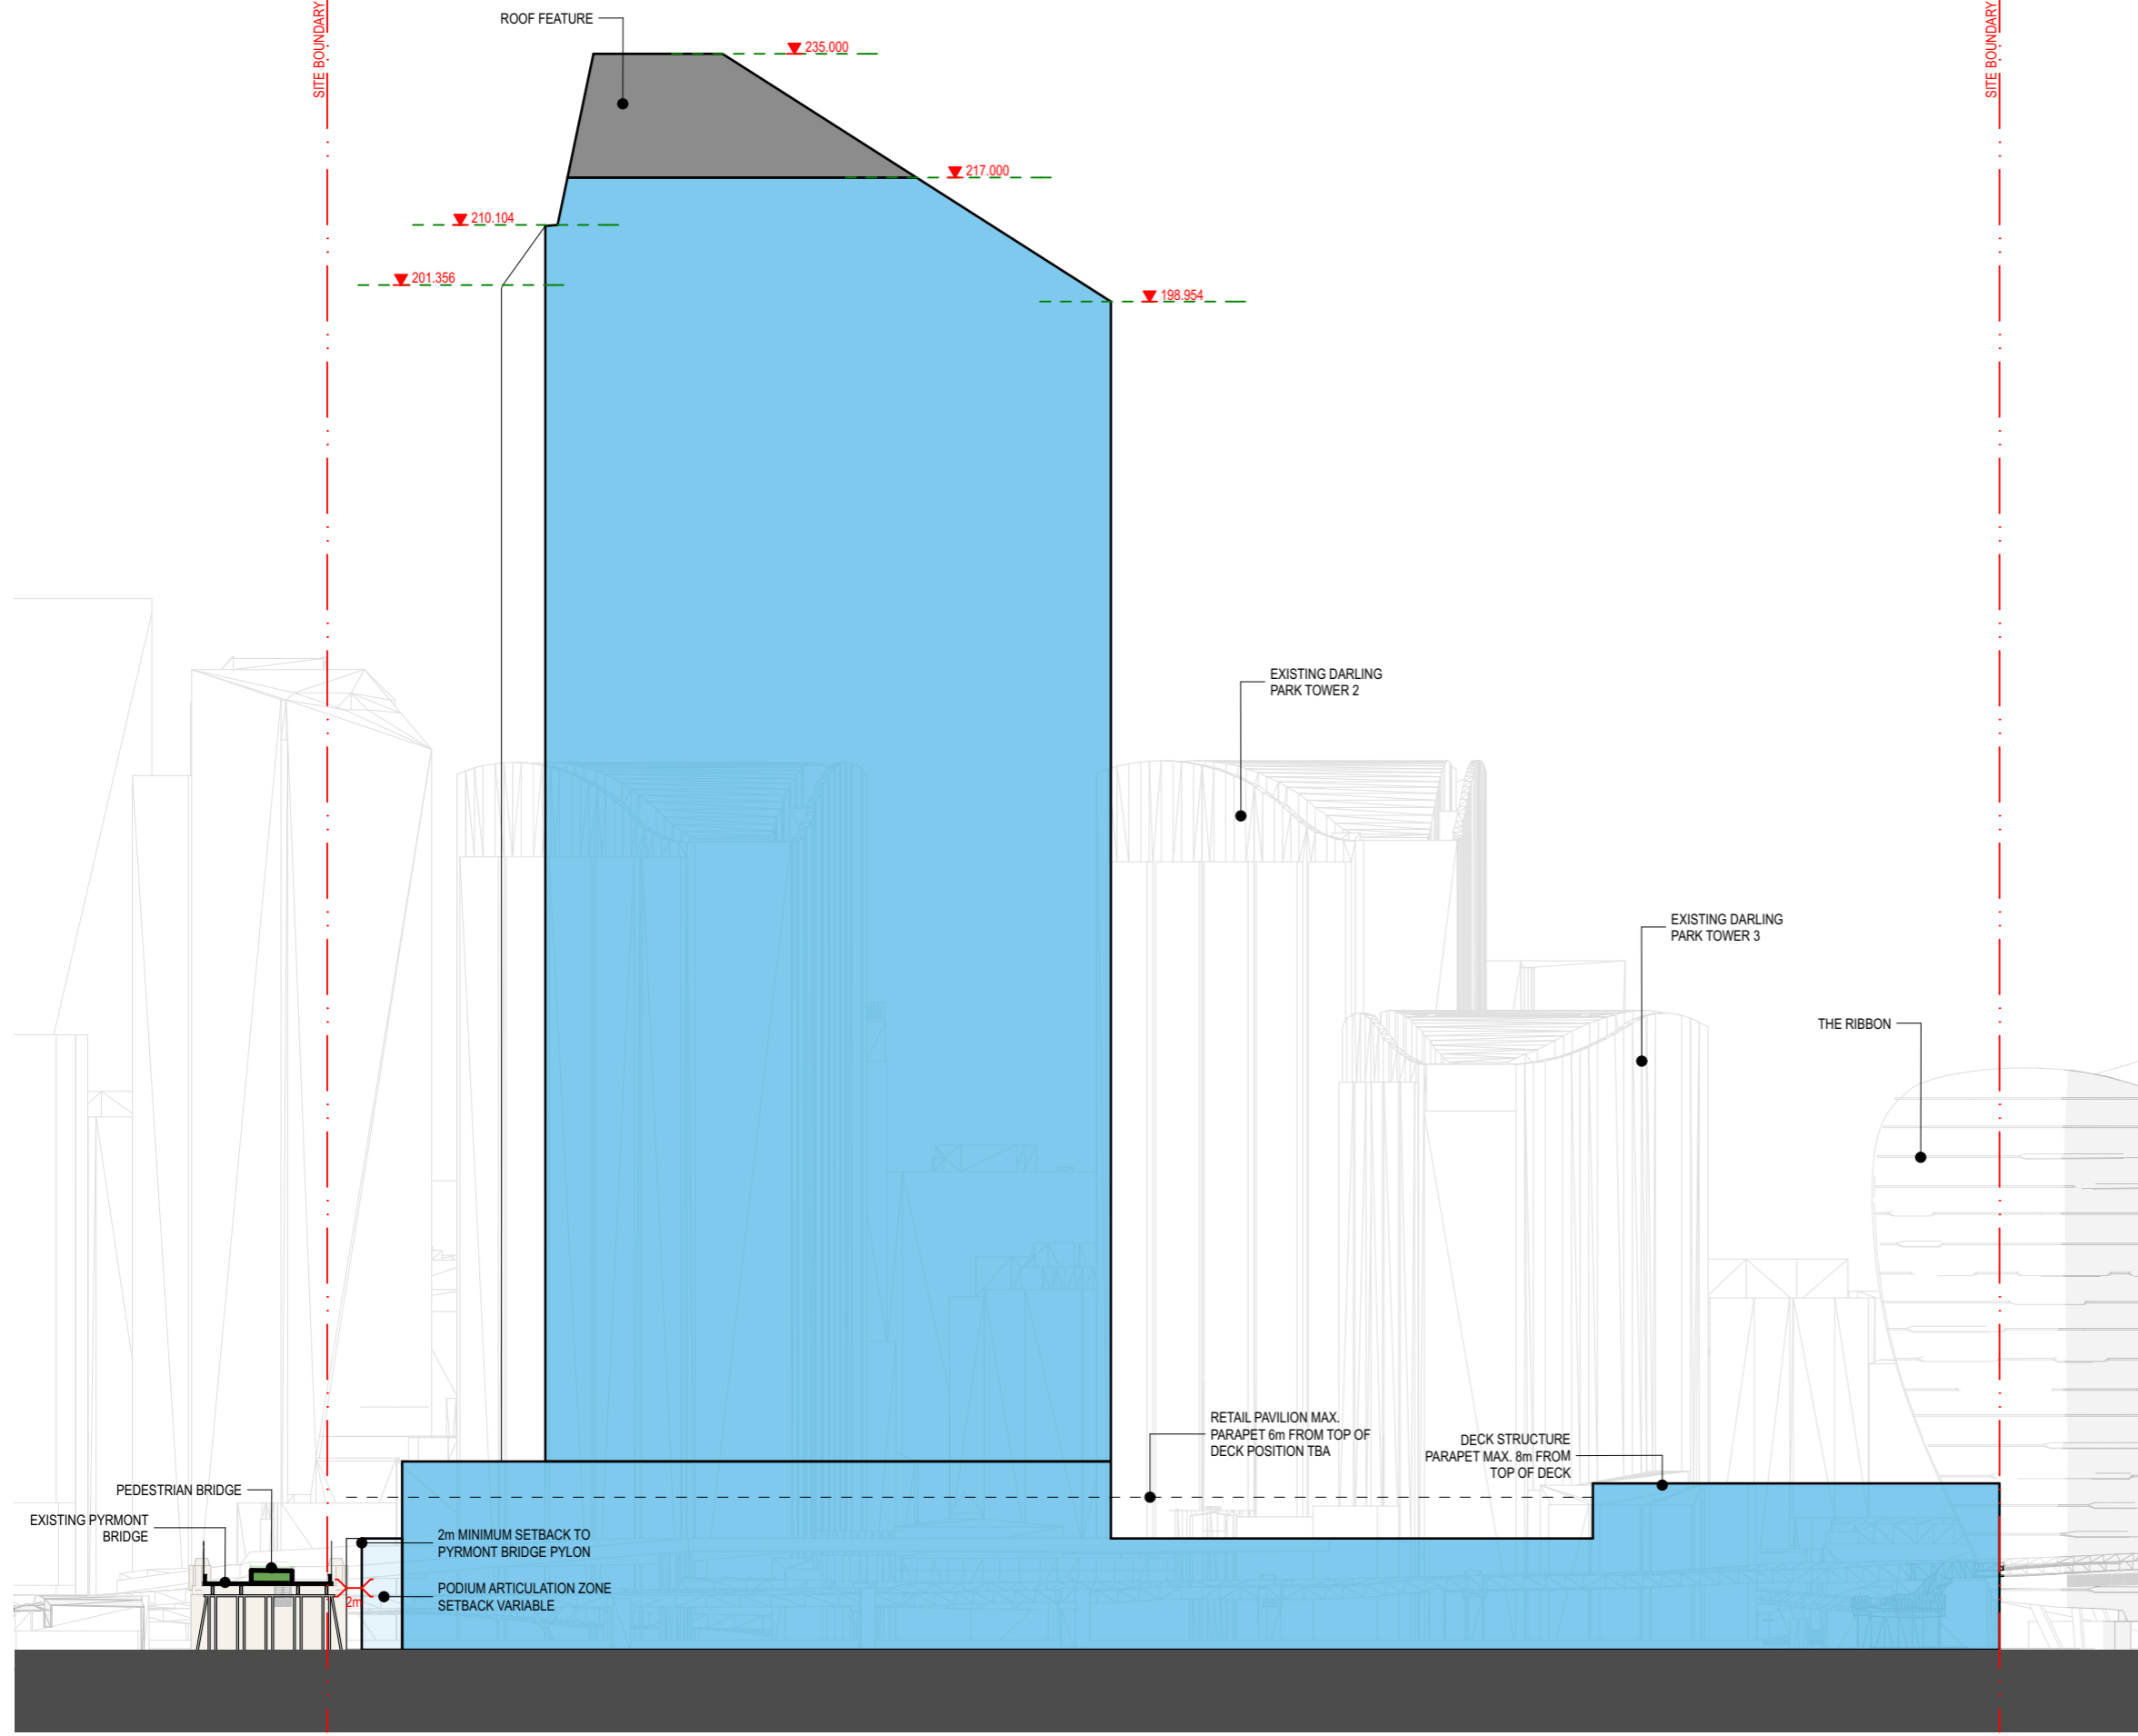 SITE BOUNDARY
SITE BOUNDARY
ROOF FEATURE
235.000
217.000
210.104
201.356
198.954
EXISTING DARLING
PARK TOWER 2
EXISTING DARLING
PARK TOWER 3
THE RIBBON
RETAIL PAVILION MAX.
PARAPET 6m FROM TOP OF
DECK POSITION TBA
DECK STRUCTURE
PARAPET MAX. 8m FROM
TOP OF DECK
PEDESTRIAN BRIDGE
EXISTING PYRMONT
BRIDGE
2m MINIMUM SETBACK TO
PYRMONT BRIDGE PYLON
PODIUM ARTICULATION ZONE
SETBACK VARIABLE
2m